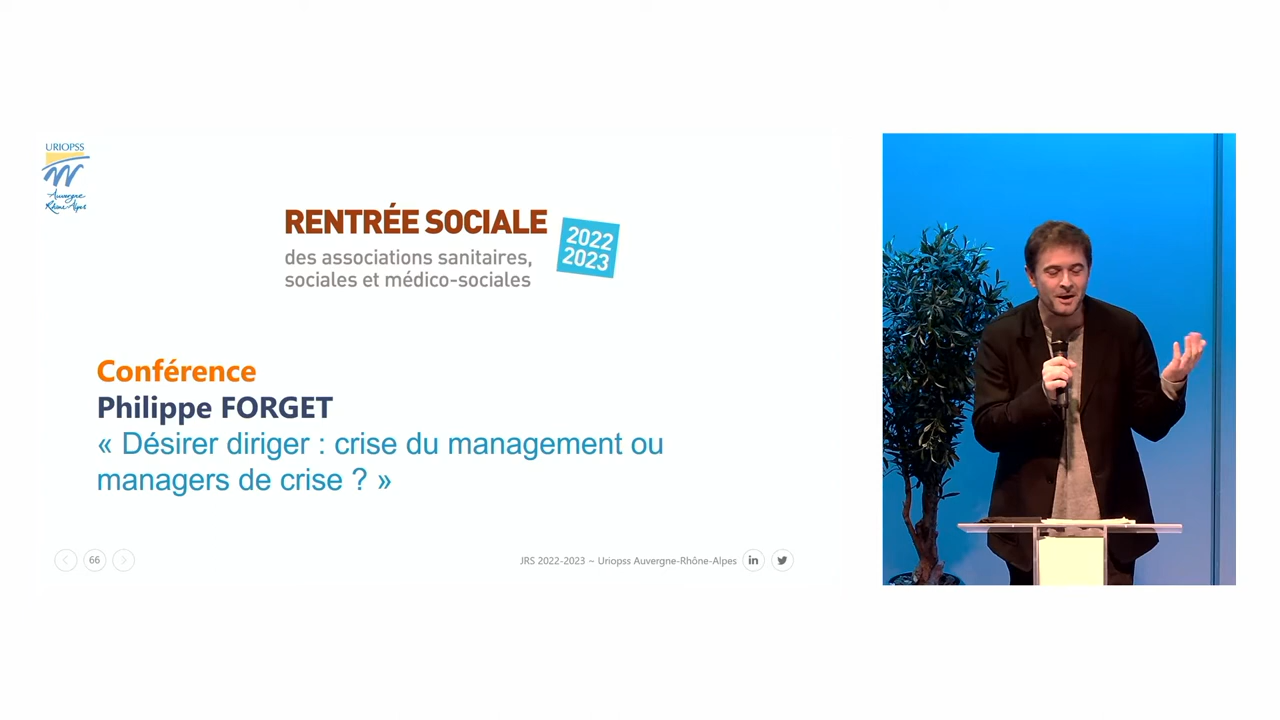 URIOPSS
Auvergne
Rhône-Alpes
RENTRÉE SOCIALE
2022
2023
des associations sanitaires,
sociales et médico-sociales
Conférence
Philippe FORGET
« Désirer diriger : crise du management ou
managers de crise ? »
66
JRS 2022-2023 ~ Uriopss Auvergne-Rhône-Alpes
in